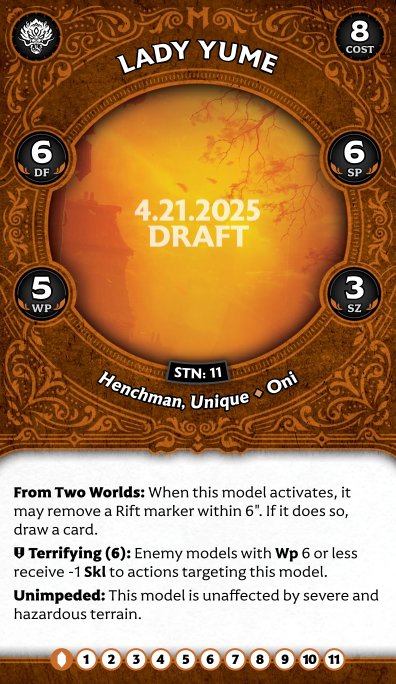 M
8
COST
LADY YUME
6
DF
6
SP
4.21.2025
DRAFT
5
WP
3
SZ
STN: 11
Henchman, Unique ♦ Oni
From Two Worlds: When this model activates, it
may remove a Rift marker within 6". If it does so,
draw a card.
Terrifying (6): Enemy models with Wp 6 or less
receive -1 Skl to actions targeting this model.
Unimpeded: This model is unaffected by severe and
hazardous terrain.
1 2 3 4 5 6 7 8 9 10 11